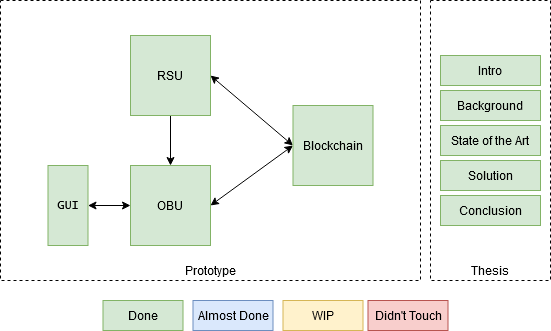 RSU
Blockchain
GUI
OBU
Prototype
Intro
Background
State of the Art
Solution
Conclusion
Thesis
Done
Almost Done
WIP
Didn't Touch